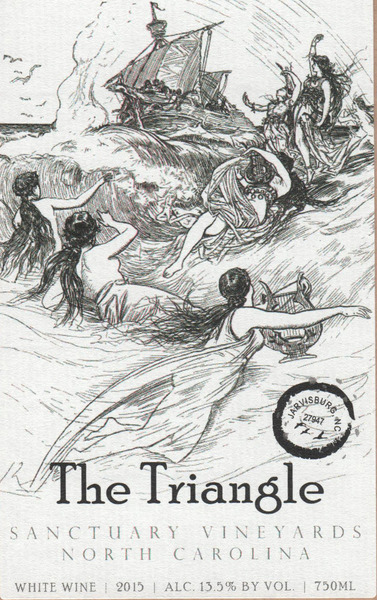 JARVISBURG NC
27947
The Triangle
SANCTUARY VINEYARDS
NORTH CAROLINA
WHITE WINE | 2015 | ALC. 13.5% BY VOL. | 750ML